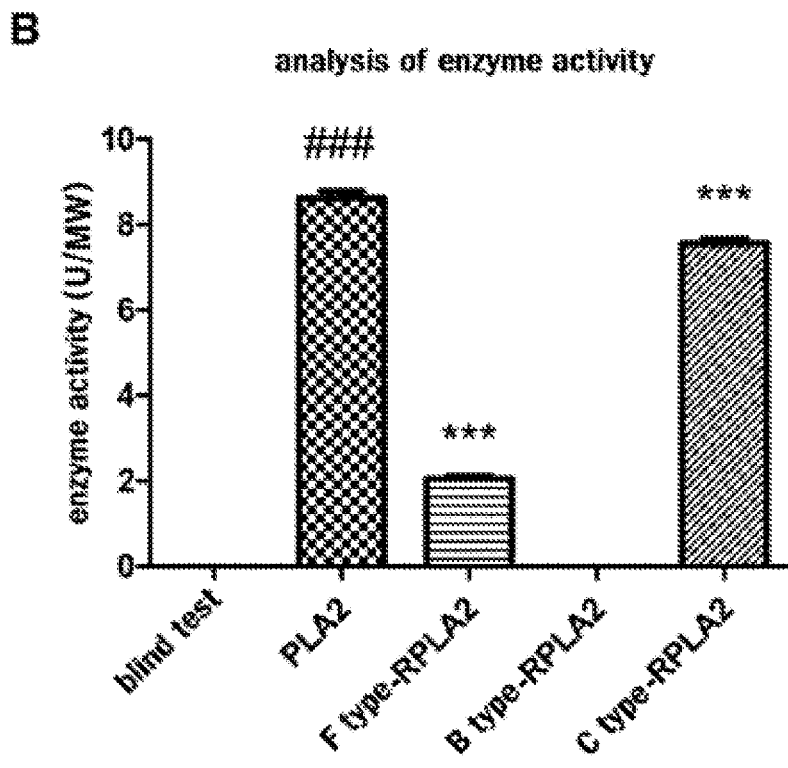 B
analysis of enzyme activity
enzyme activity (U/MW)
10
###
8
***
6
4
***
2
0
blind test
PLA2
F type-RPLA2
B type-RPLA2
C type-RPLA2